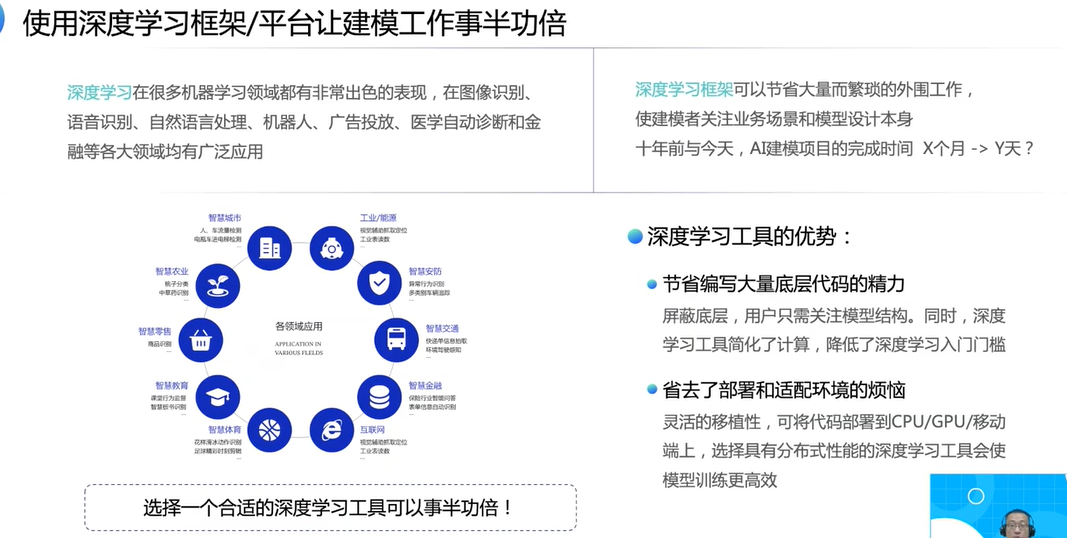 使用深度学习框架/平台让建模工作事半功倍
深度学习在很多机器学习领域都有非常出色的表现，在图像识别、
语音识别、自然语言处理、机器人、广告投放、医学自动诊断和金
融等各大领域均有广泛应用
深度学习框架可以节省大量而繁琐的外围工作，
使建模者关注业务场景和模型设计本身
十年前与今天，AI建模项目的完成时间 X个月 -> Y天？
智慧城市
人、车流量检测
电瓶车进电梯检测
...
工业/能源
视觉辅助抓取定位
工业表读数
...
智慧农业
桃子分类
中草药识别
...
智慧安防
异常行为识别
多类别车辆追踪
...
智慧零售
商品识别
...
各领域应用
APPLICATION IN
VARIOUS FLELDS
智慧交通
快递单信息抽取
环境驾驶感知
...
智慧教育
课堂行为监督
智慧板书识别
...
智慧金融
保险行业智能问答
表单信息自动识别
...
智慧体育
花样滑冰动作识别
足球精彩时刻剪辑
...
互联网
视觉辅助抓取定位
工业表读数
...
选择一个合适的深度学习工具可以事半功倍！
深度学习工具的优势：
节省编写大量底层代码的精力
屏蔽底层，用户只需关注模型结构。同时，深度
学习工具简化了计算，降低了深度学习入门门槛
省去了部署和适配环境的烦恼
灵活的移植性，可将代码部署到CPU/GPU/移动
端上，选择具有分布式性能的深度学习工具会使
模型训练更高效